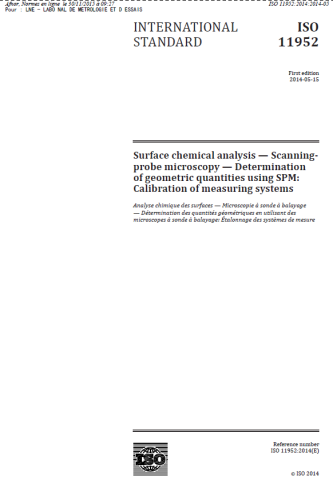 Afnor, Normes en ligne le 30/11/2015 à 09:27
ISO 11952:2014:2014-05
Pour : LNE - LABO NAL DE METROLOGIE ET D ESSAIS
INTERNATIONAL STANDARD
ISO 11952
First edition
2014-05-15
Surface chemical analysis — Scanning-
probe microscopy — Determination
of geometric quantities using SPM:
Calibration of measuring systems
Analyse chimique des surfaces — Microscopie à sonde à balayage
— Détermination des quantités géométriques en utilisant des
microscopes à sonde à balayage: Étalonnage des systèmes de mesure
ISO
Reference number
ISO 11952:2014(E)
© ISO 2014